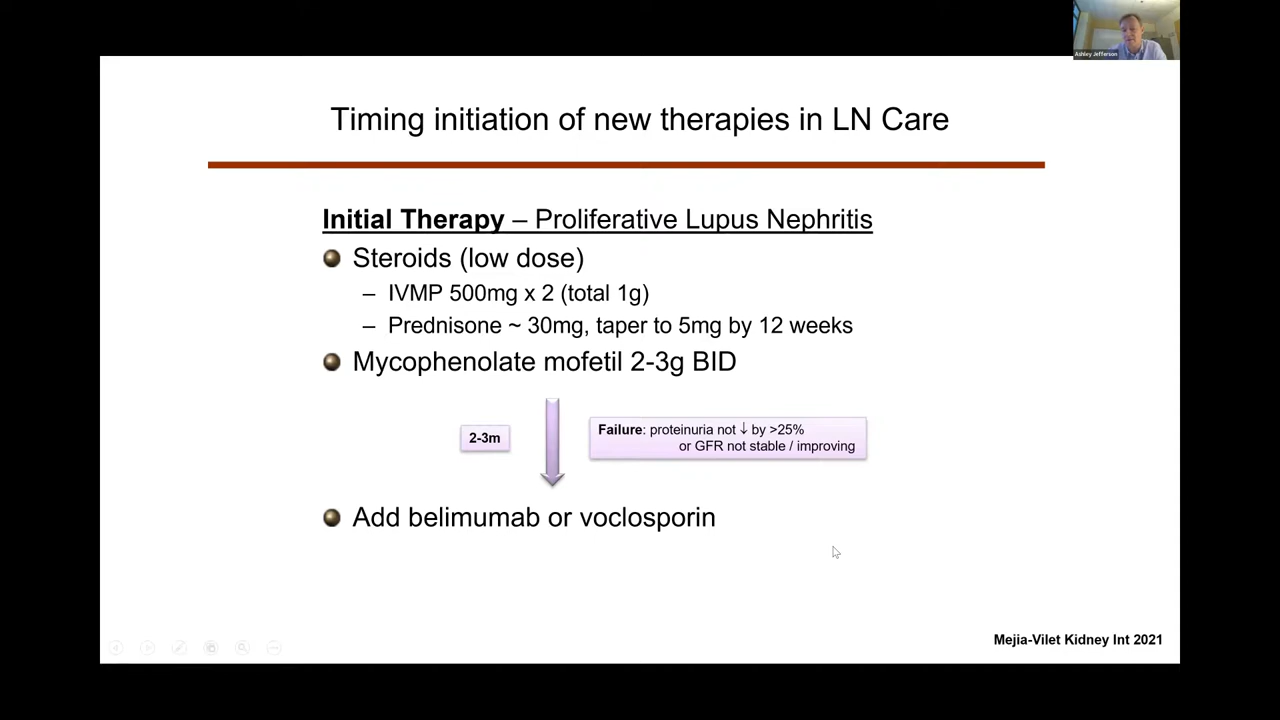 Ashley Jefferson
Timing initiation of new therapies in LN Care
Initial Therapy – Proliferative Lupus Nephritis
Steroids (low dose)
– IVMP 500mg x 2 (total 1g)
– Prednisone ~ 30mg, taper to 5mg by 12 weeks
Mycophenolate mofetil 2-3g BID
2-3m
Failure: proteinuria not ↓ by >25%
or GFR not stable / improving
Add belimumab or voclosporin
Mejia-Vilet Kidney Int 2021